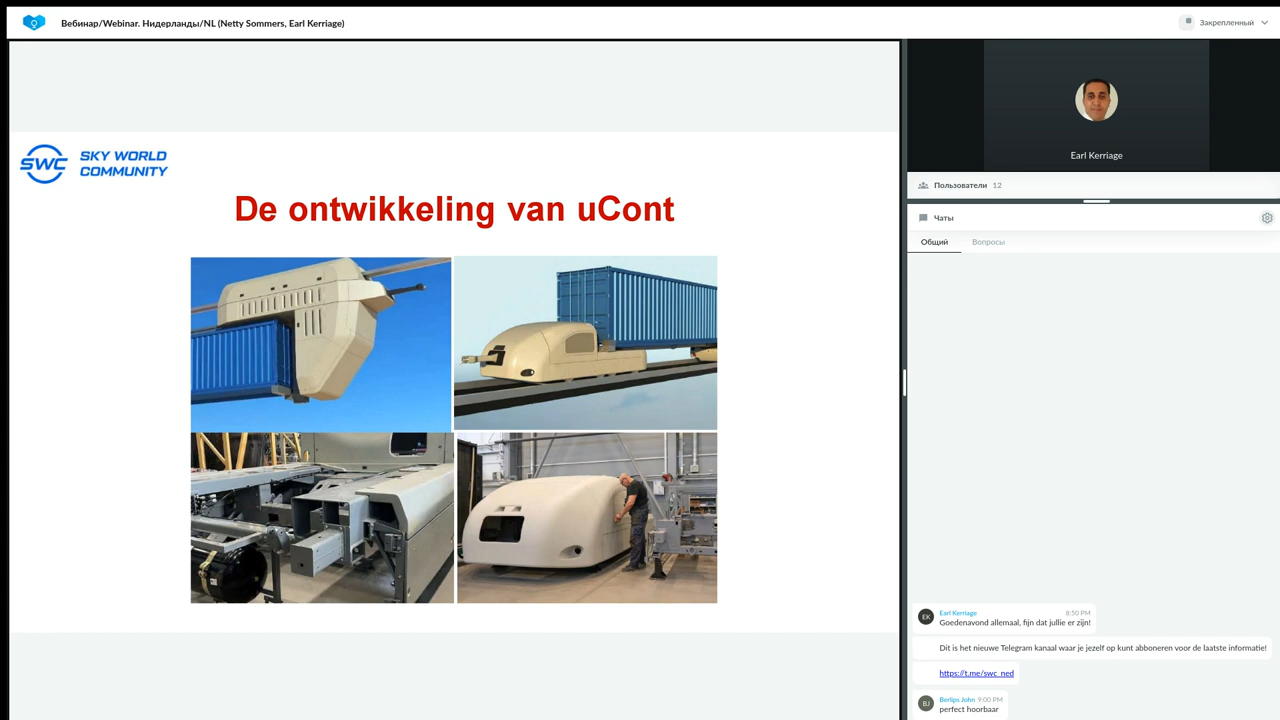 Вебинар/Webinar. Нидерланды/NL (Netty Sommers, Earl Kerriage)
Закрепленный
SWC SKY WORLD
COMMUNITY
De ontwikkeling van uCont
Earl Kerriage
Пользователи 12
Чаты
Общий Вопросы
EK
Earl Kerriage 8:50 PM
Goedenavond allemaal, fijn dat jullie er zijn!
Dit is het nieuwe Telegram kanaal waar je jezelf op kunt abboneren voor de laatste informatie!
https://t.me/swc_ned
BJ
Berlips John 9:00 PM
perfect hoorbaar